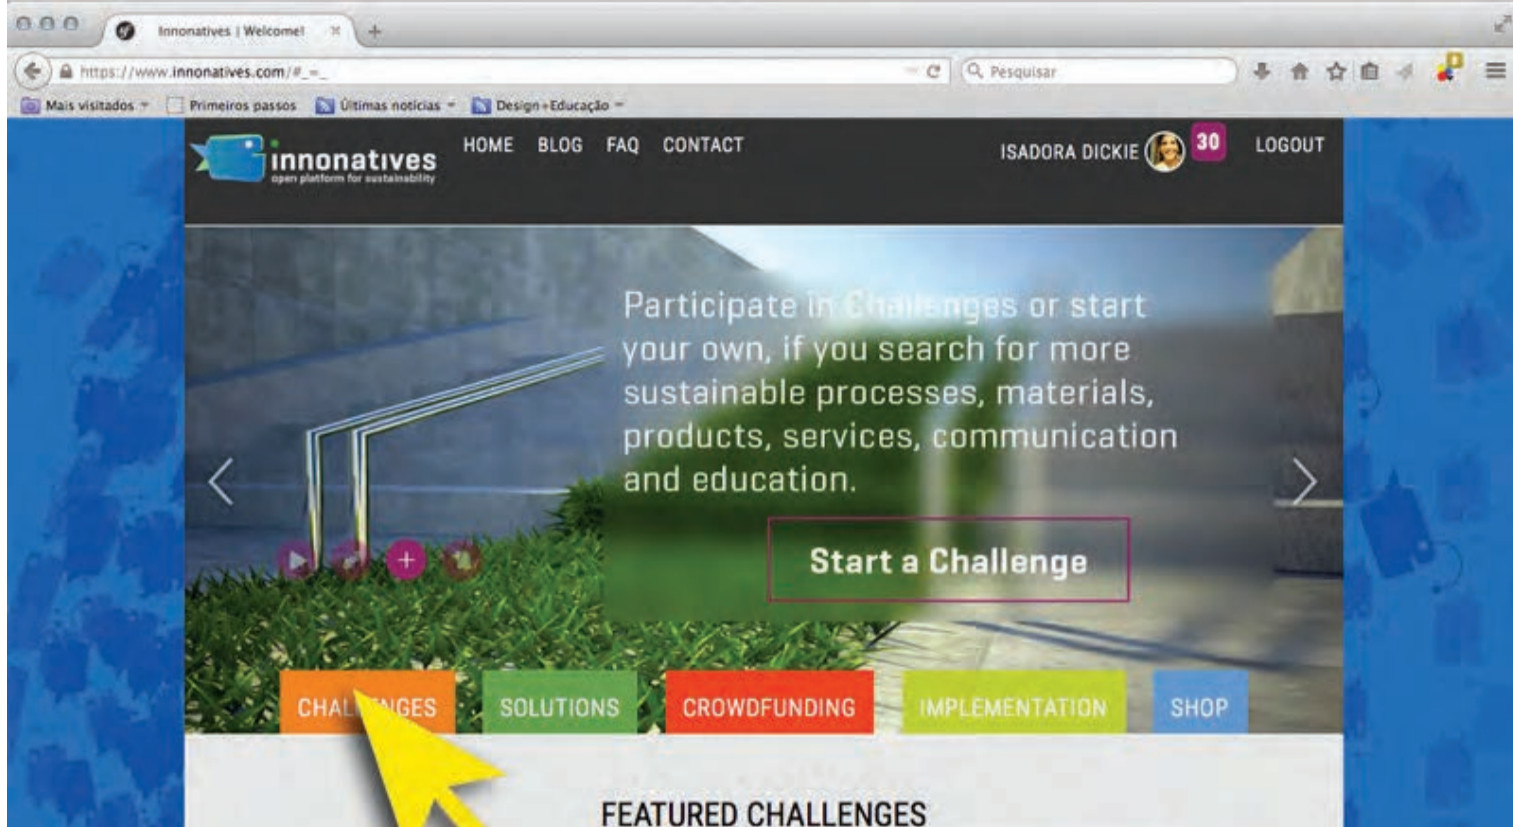 Innonatives | Welcome!
https://www.innonatives.com/#_=_
Pesquisar
Mais visitados
Primeiros passos
Últimas notícias
Design+Educação
innonatives
open platform for sustainability
HOME BLOG FAQ CONTACT
ISADORA DICKIE 30 LOGOUT
Participate in Challenges or start
your own, if you search for more
sustainable processes, materials,
products, services, communication
and education.
Start a Challenge
CHALLENGES SOLUTIONS CROWDFUNDING IMPLEMENTATION SHOP
FEATURED CHALLENGES